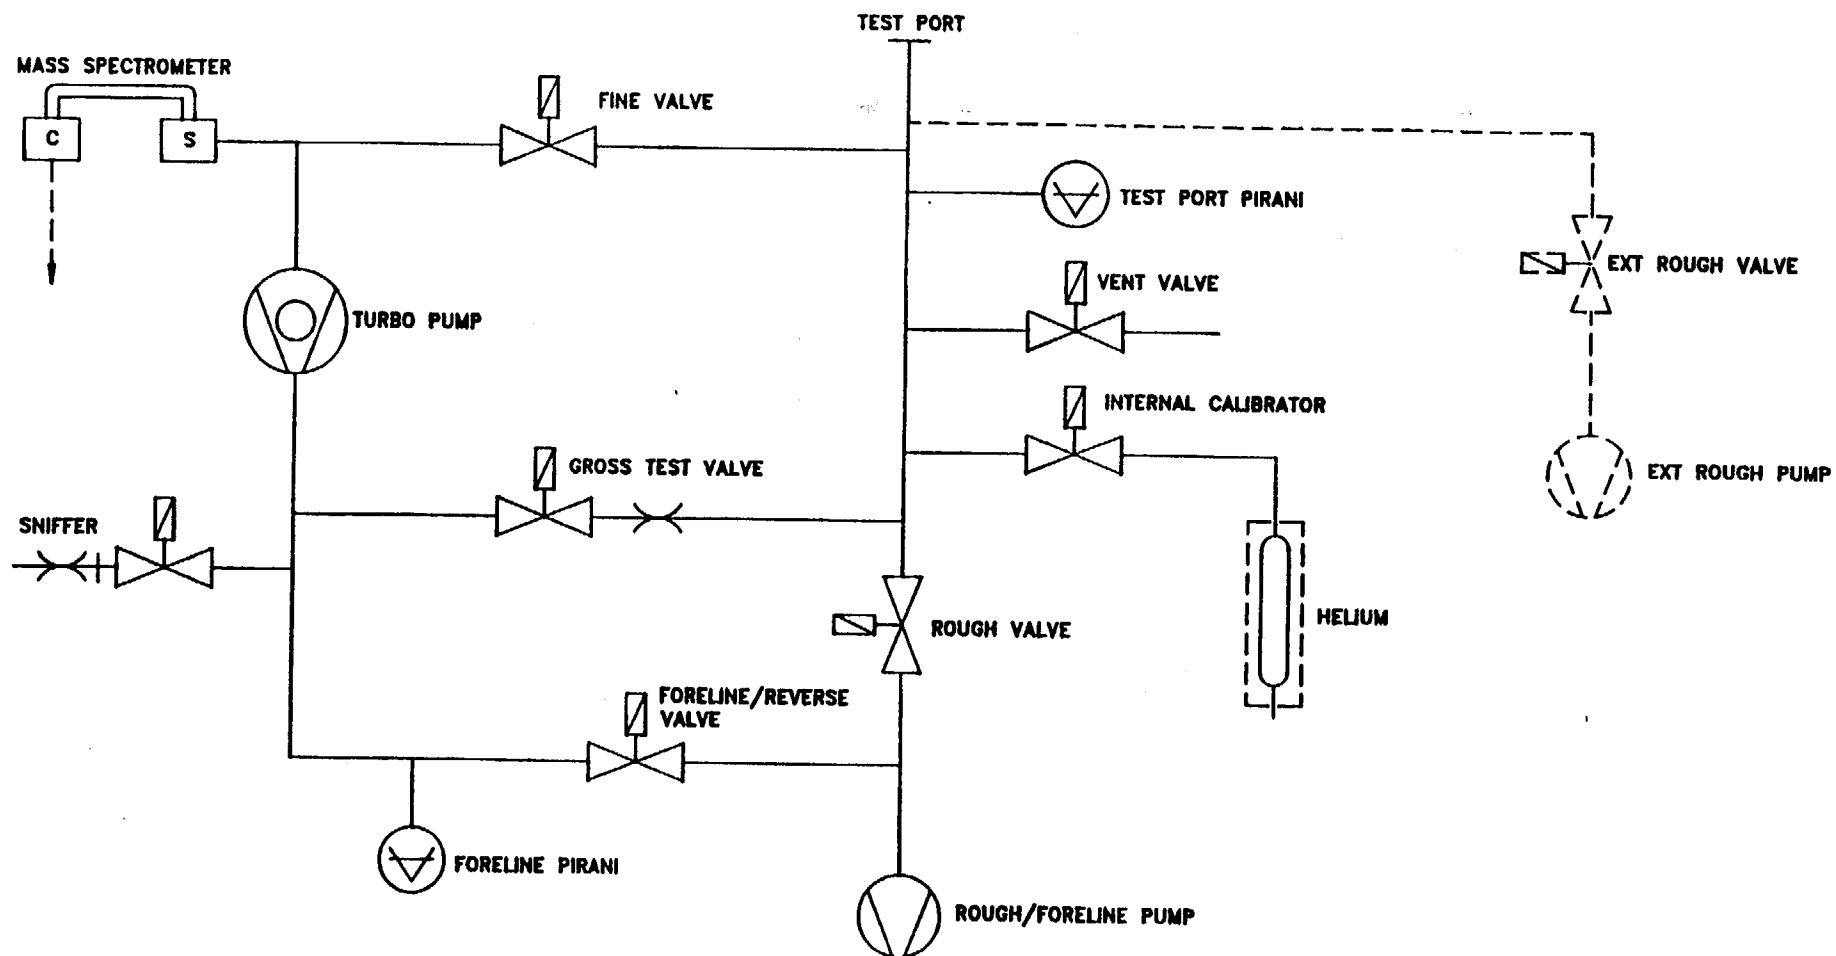 TEST PORT
MASS SPECTROMETER
FINE VALVE
C
S
TEST PORT PIRANI
EXT ROUGH VALVE
VENT VALVE
TURBO PUMP
INTERNAL CALIBRATOR
GROSS TEST VALVE
EXT ROUGH PUMP
SNIFFER
HELIUM
ROUGH VALVE
FORELINE/REVERSE
VALVE
FORELINE PIRANI
ROUGH/FORELINE PUMP